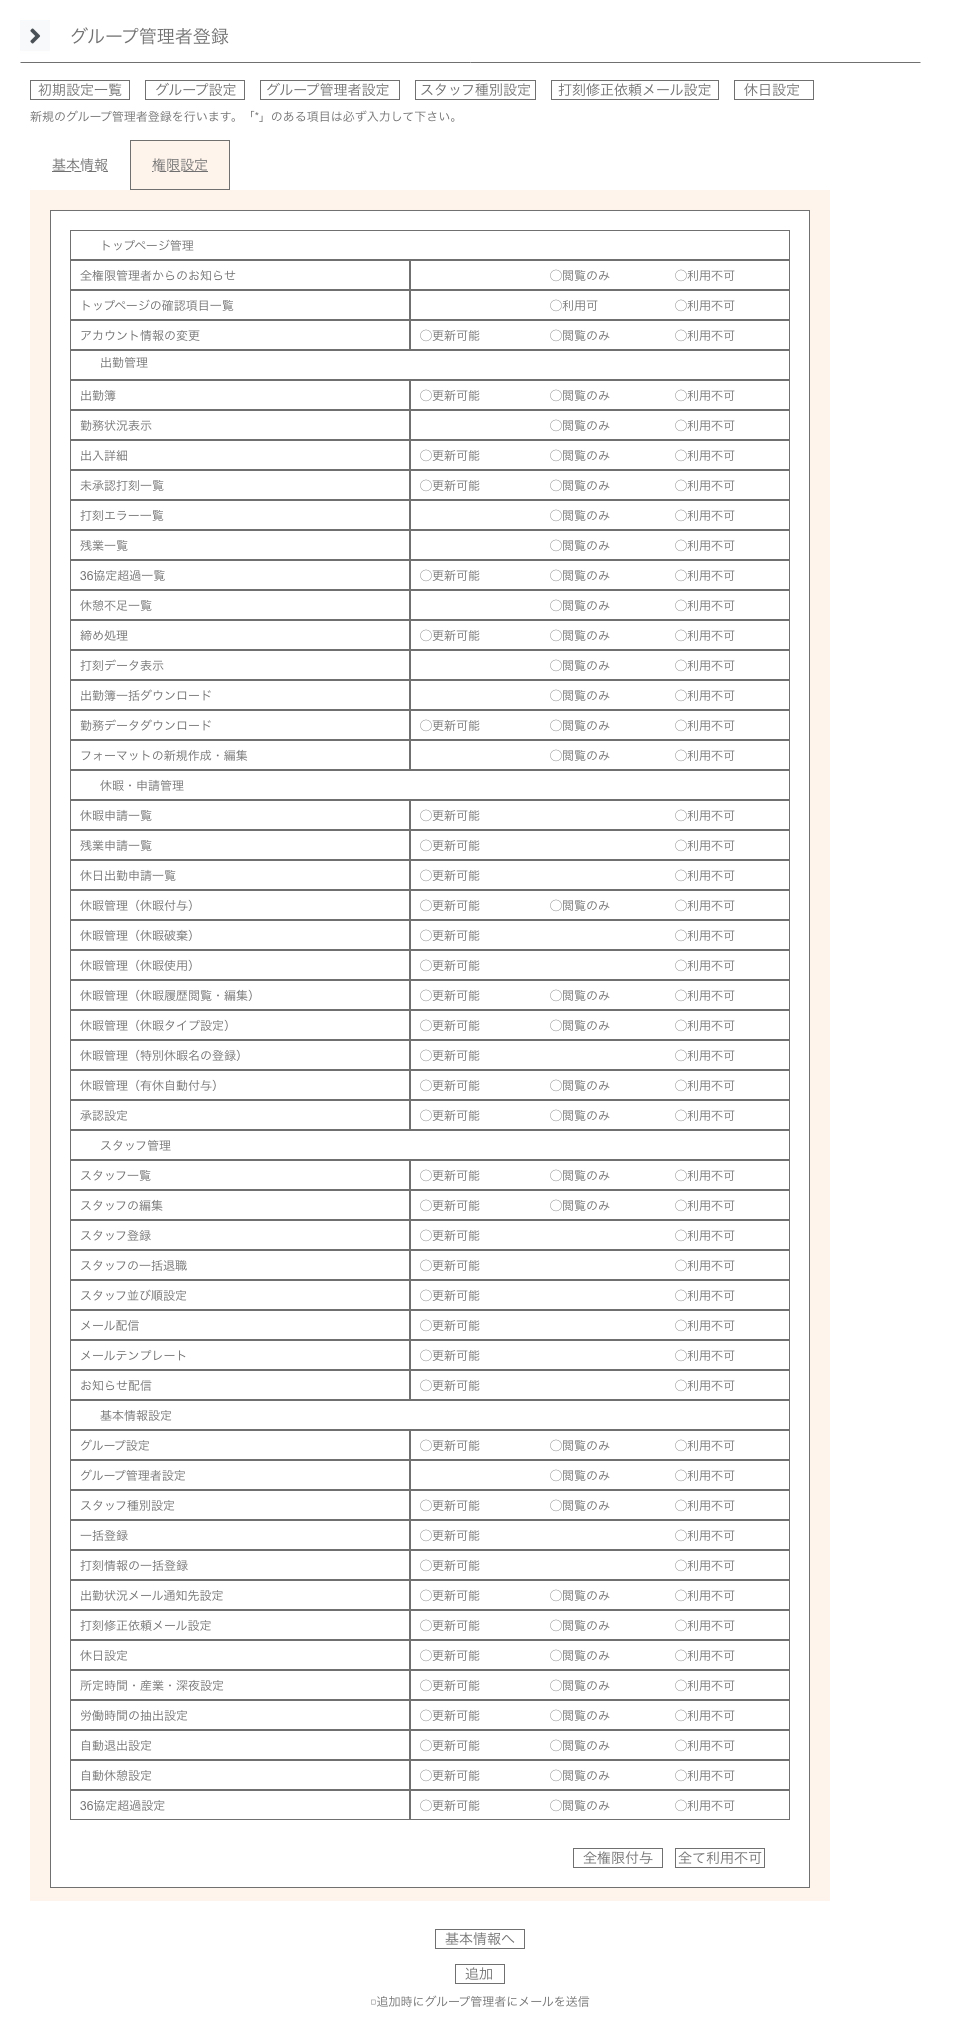 グループ管理者登録
初期設定一覧 グループ設定 グループ管理者設定 スタッフ種別設定 打刻修正依頼メール設定 休日設定
新規のグループ管理者登録を行います。「*」のある項目は必ず入力して下さい。
基本情報 権限設定
トップページ管理
全権限管理者からのお知らせ ○閲覧のみ ○利用不可
トップページの確認項目一覧 ○利用可 ○利用不可
アカウント情報の変更 ○更新可能 ○閲覧のみ ○利用不可
出勤管理
出勤簿 ○更新可能 ○閲覧のみ ○利用不可
勤務状況表示 ○閲覧のみ ○利用不可
出入詳細 ○更新可能 ○閲覧のみ ○利用不可
未承認打刻一覧 ○更新可能 ○閲覧のみ ○利用不可
打刻エラー一覧 ○閲覧のみ ○利用不可
残業一覧 ○閲覧のみ ○利用不可
36協定超過一覧 ○更新可能 ○閲覧のみ ○利用不可
休憩不足一覧 ○閲覧のみ ○利用不可
締め処理 ○更新可能 ○閲覧のみ ○利用不可
打刻データ表示 ○閲覧のみ ○利用不可
出勤簿一括ダウンロード ○閲覧のみ ○利用不可
勤務データダウンロード ○更新可能 ○閲覧のみ ○利用不可
フォーマットの新規作成・編集 ○閲覧のみ ○利用不可
休暇・申請管理
休暇申請一覧 ○更新可能 ○利用不可
残業申請一覧 ○更新可能 ○利用不可
休日出勤申請一覧 ○更新可能 ○利用不可
休暇管理（休暇付与） ○更新可能 ○閲覧のみ ○利用不可
休暇管理（休暇破棄） ○更新可能 ○利用不可
休暇管理（休暇使用） ○更新可能 ○利用不可
休暇管理（休暇履歴閲覧・編集） ○更新可能 ○閲覧のみ ○利用不可
休暇管理（休暇タイプ設定） ○更新可能 ○閲覧のみ ○利用不可
休暇管理（特別休暇名の登録） ○更新可能 ○利用不可
休暇管理（有休自動付与） ○更新可能 ○閲覧のみ ○利用不可
承認設定 ○更新可能 ○閲覧のみ ○利用不可
スタッフ管理
スタッフ一覧 ○更新可能 ○閲覧のみ ○利用不可
スタッフの編集 ○更新可能 ○閲覧のみ ○利用不可
スタッフ登録 ○更新可能 ○利用不可
スタッフの一括退職 ○更新可能 ○利用不可
スタッフ並び順設定 ○更新可能 ○利用不可
メール配信 ○更新可能 ○利用不可
メールテンプレート ○更新可能 ○利用不可
お知らせ配信 ○更新可能 ○利用不可
基本情報設定
グループ設定 ○更新可能 ○閲覧のみ ○利用不可
グループ管理者設定 ○閲覧のみ ○利用不可
スタッフ種別設定 ○更新可能 ○閲覧のみ ○利用不可
一括登録 ○更新可能 ○利用不可
打刻情報の一括登録 ○更新可能 ○利用不可
出勤状況メール通知先設定 ○更新可能 ○閲覧のみ ○利用不可
打刻修正依頼メール設定 ○更新可能 ○閲覧のみ ○利用不可
休日設定 ○更新可能 ○閲覧のみ ○利用不可
所定時間・産業・深夜設定 ○更新可能 ○閲覧のみ ○利用不可
労働時間の抽出設定 ○更新可能 ○閲覧のみ ○利用不可
自動退出設定 ○更新可能 ○閲覧のみ ○利用不可
自動休憩設定 ○更新可能 ○閲覧のみ ○利用不可
36協定超過設定 ○更新可能 ○閲覧のみ ○利用不可
全権限付与 全て利用不可
基本情報へ
追加
▫追加時にグループ管理者にメールを送信